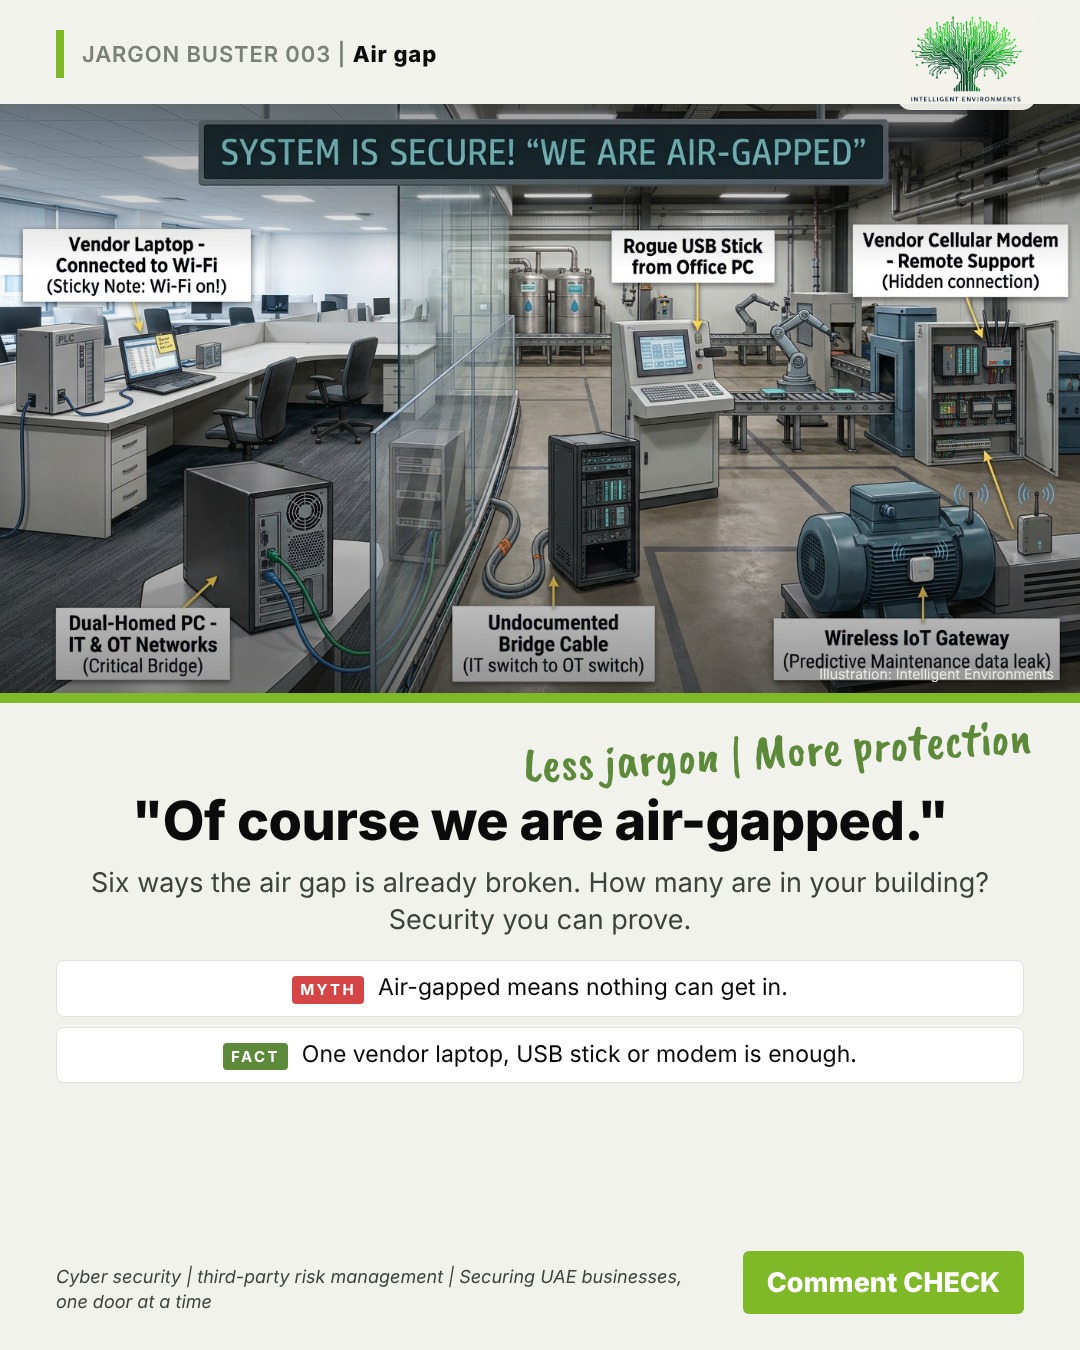 JARGON BUSTER 003 | Air gap
INTELLIGENT ENVIRONMENTS
SYSTEM IS SECURE! “WE ARE AIR-GAPPED”
Vendor Laptop -
Connected to Wi-Fi
(Sticky Note: Wi-Fi on!)
Rogue USB Stick
from Office PC
Vendor Cellular Modem
- Remote Support
(Hidden connection)
PLC
Dual-Homed PC -
IT & OT Networks
(Critical Bridge)
Undocumented
Bridge Cable
(IT switch to OT switch)
Wireless IoT Gateway
(Predictive Maintenance data leak)
Illustration: Intelligent Environments
Less jargon | More protection
"Of course we are air-gapped."
Six ways the air gap is already broken. How many are in your building?
Security you can prove.
MYTH Air-gapped means nothing can get in.
FACT One vendor laptop, USB stick or modem is enough.
Cyber security | third-party risk management | Securing UAE businesses,
one door at a time
Comment CHECK